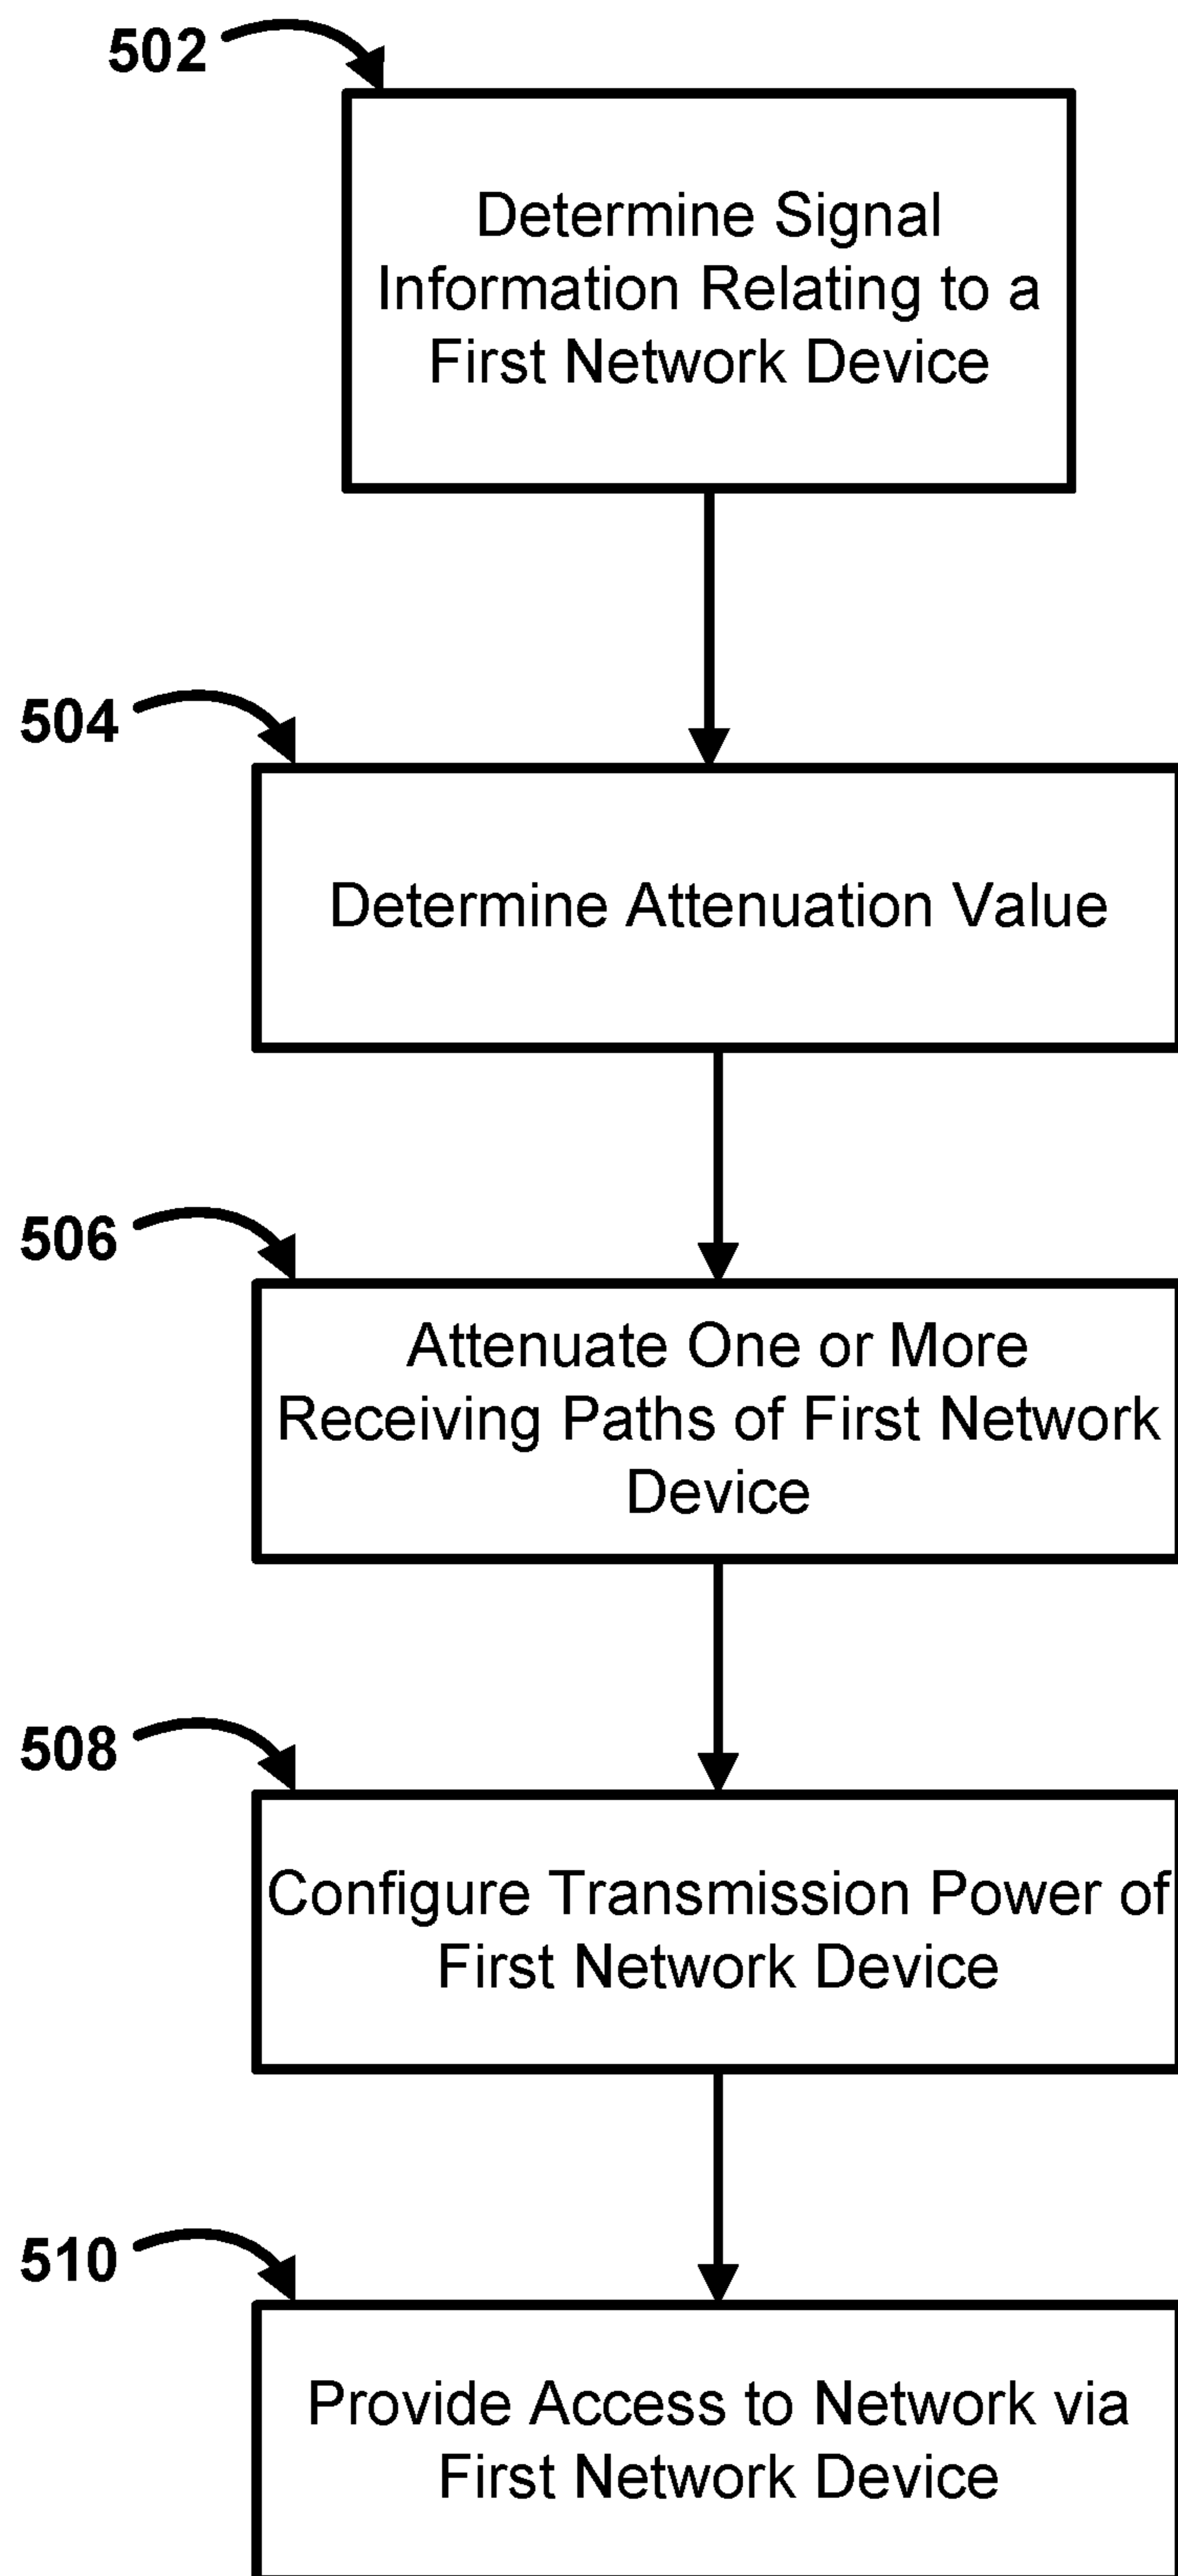 502
Determine Signal
Information Relating to a
First Network Device
504
Determine Attenuation Value
506
Attenuate One or More
Receiving Paths of First Network
Device
508
Configure Transmission Power of
First Network Device
510
Provide Access to Network via
First Network Device